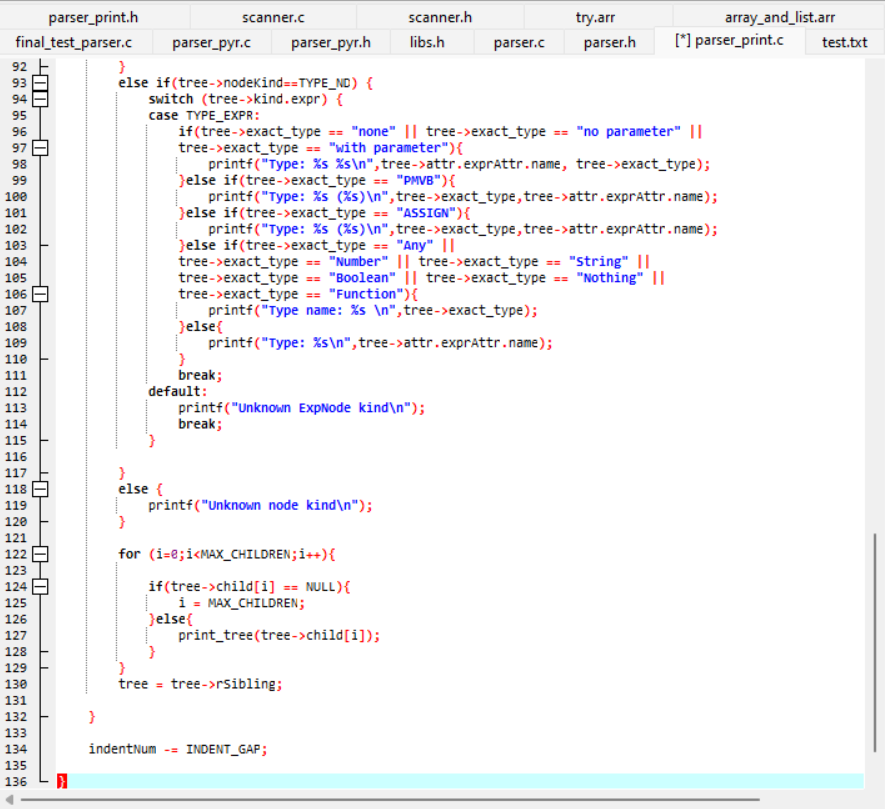 parser_print.h scanner.c scanner.h try.arr array_and_list.arr
final_test_parser.c parser_pyr.c parser_pyr.h libs.h parser.c parser.h [*] parser_print.c test.txt
92 }
93 else if(tree->nodeKind==TYPE_ND) {
94 switch (tree->kind.expr) {
95 case TYPE_EXPR:
96 if(tree->exact_type == "none" || tree->exact_type == "no parameter" ||
97 tree->exact_type == "with parameter"){
98 printf("Type: %s %s\n",tree->attr.exprAttr.name, tree->exact_type);
99 }else if(tree->exact_type == "PMVB"){
100 printf("Type: %s (%s)\n",tree->exact_type,tree->attr.exprAttr.name);
101 }else if(tree->exact_type == "ASSIGN"){
102 printf("Type: %s (%s)\n",tree->exact_type,tree->attr.exprAttr.name);
103 }else if(tree->exact_type == "Any" ||
104 tree->exact_type == "Number" || tree->exact_type == "String" ||
105 tree->exact_type == "Boolean" || tree->exact_type == "Nothing" ||
106 tree->exact_type == "Function"){
107 printf("Type name: %s \n",tree->exact_type);
108 }else{
109 printf("Type: %s\n",tree->attr.exprAttr.name);
110 }
111 break;
112 default:
113 printf("Unknown ExpNode kind\n");
114 break;
115 }
116
117 }
118 else {
119 printf("Unknown node kind\n");
120 }
121
122 for (i=0;i<MAX_CHILDREN;i++){
123
124 if(tree->child[i] == NULL){
125 i = MAX_CHILDREN;
126 }else{
127 print_tree(tree->child[i]);
128 }
129 }
130 tree = tree->rSibling;
131
132 }
133
134 indentNum -= INDENT_GAP;
135
136 }